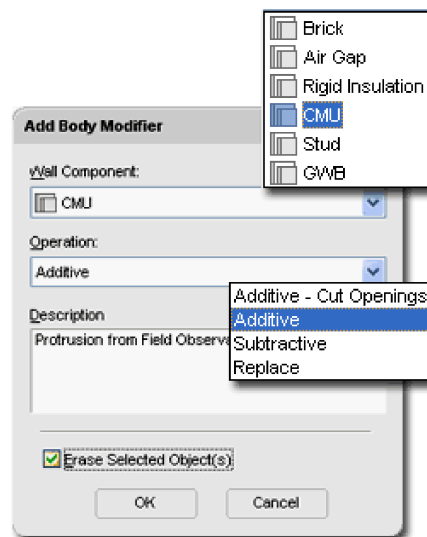 Brick
Air Gap
Rigid Insulation
CMU
Stud
GWB
Add Body Modifier
Wall Component:
CMU
Operation:
Additive
Additive - Cut Openings
Additive
Subtractive
Replace
Description
Protrusion from Field
Erase Selected Object(s)
OK
Cancel